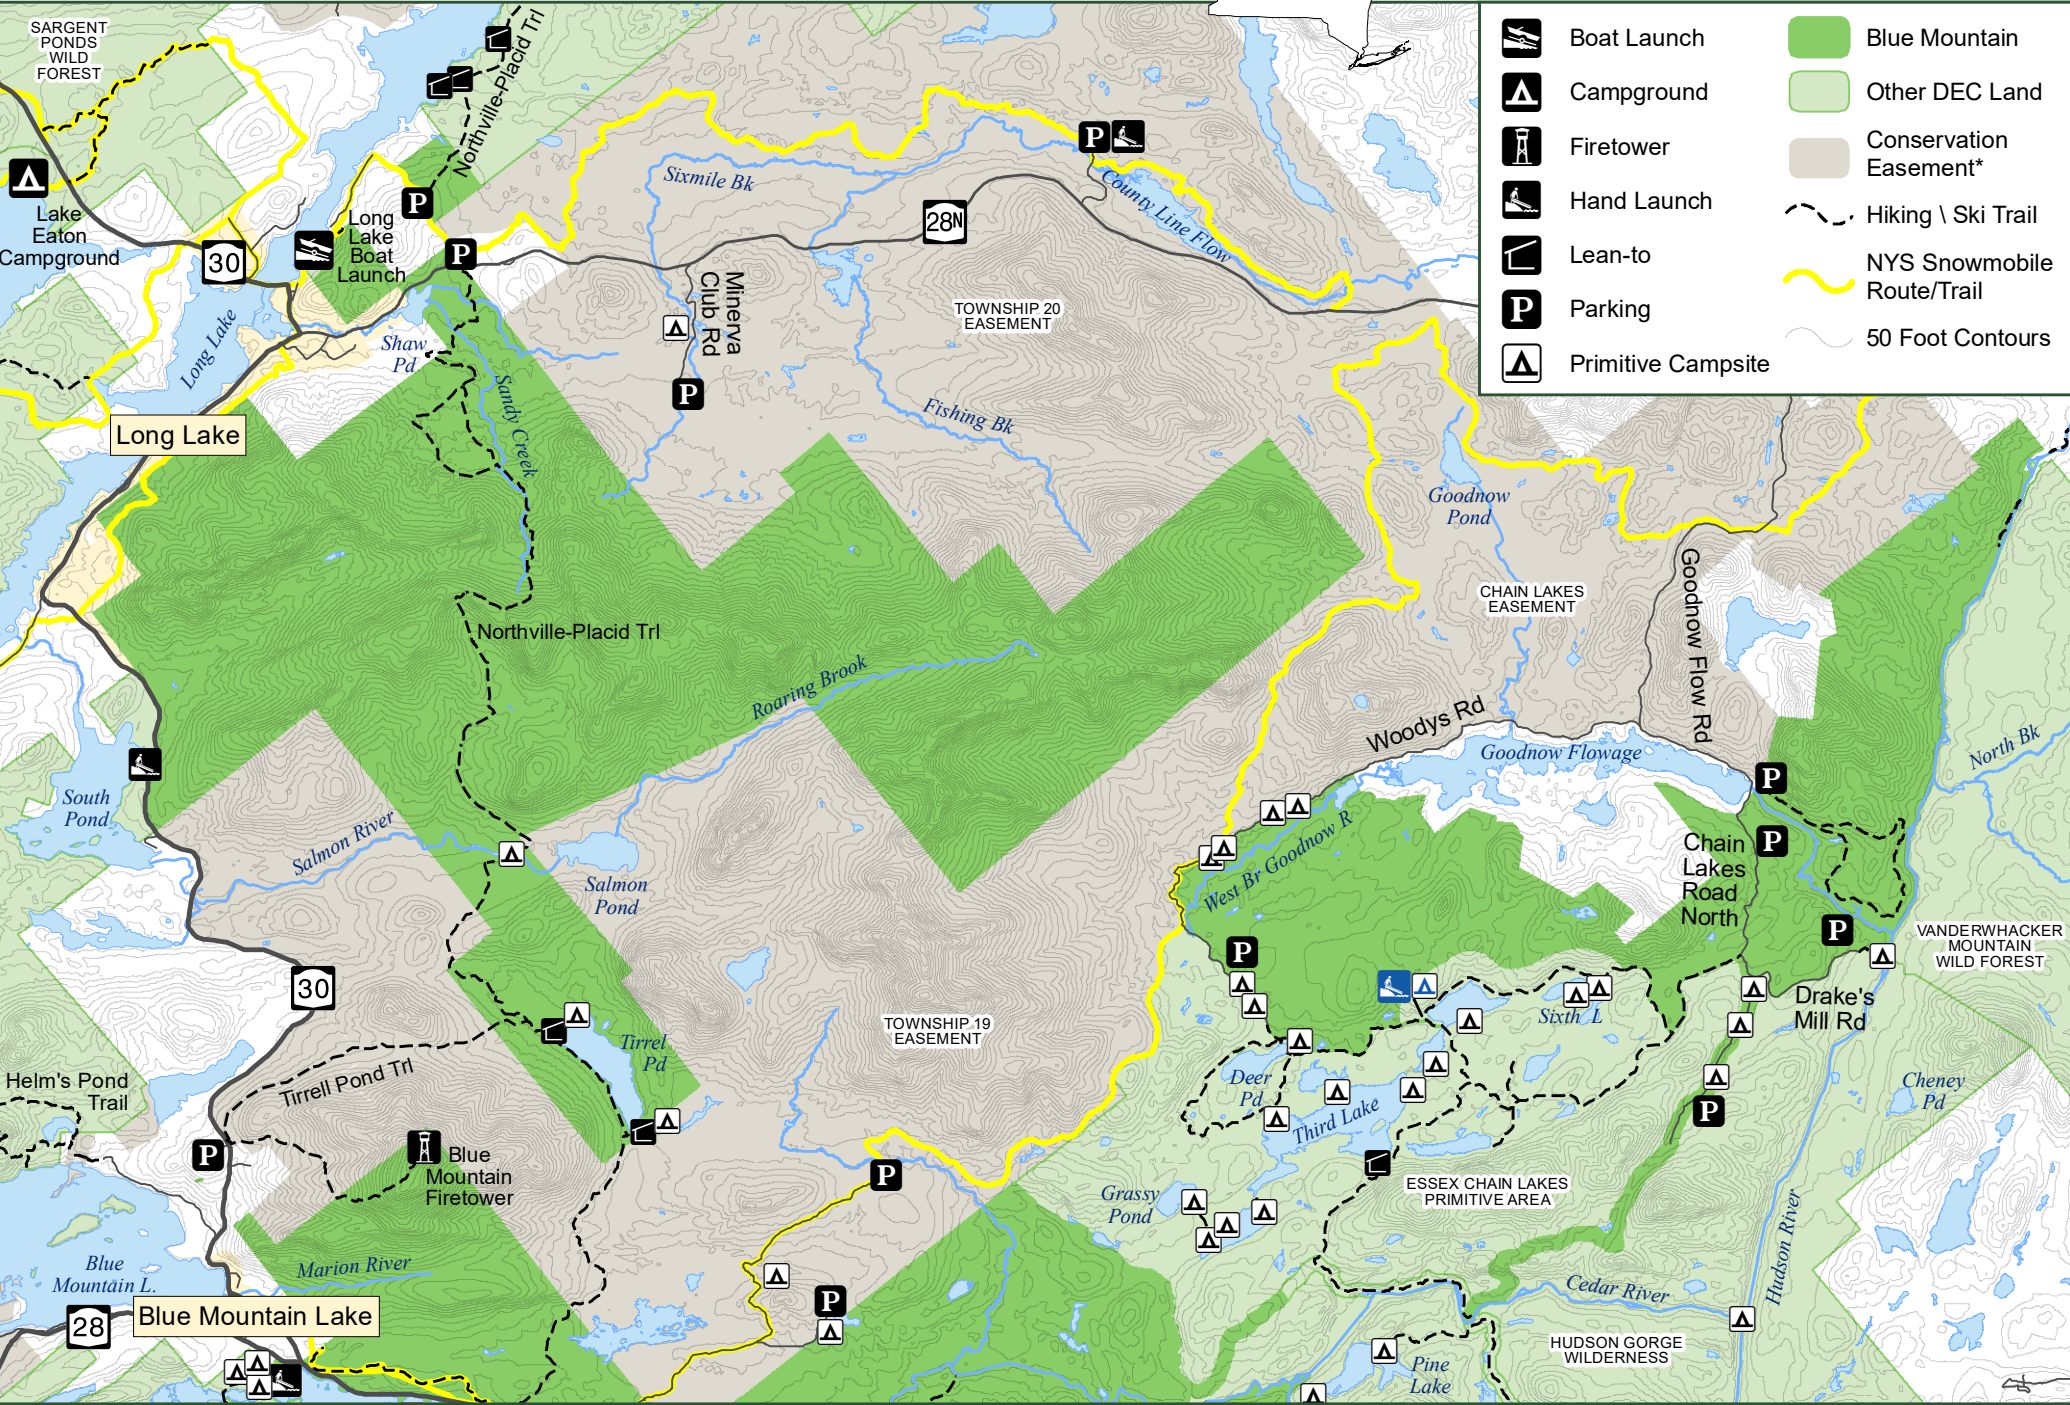 SARGENT
PONDS
WILD
FOREST
Northville-Placid Trl
Lake
Eaton
Campground
30
Long
Lake
Boat
Launch
P
P
Sixmile Bk
28N
P
County Line Flow
Minerva
Club Rd
TOWNSHIP 20
EASEMENT
Long Lake
Shaw
Pd
Sandy Creek
P
Fishing Bk
Long Lake
Goodnow
Pond
CHAIN LAKES
EASEMENT
Goodnow Flow Rd
Northville-Placid Trl
Roaring Brook
Woodys Rd
Goodnow Flowage
North Bk
South
Pond
Salmon River
Salmon
Pond
West Br Goodnow R
P
P
Chain
Lakes
Road
North
P
P
VANDERWHACKER
MOUNTAIN
WILD FOREST
30
TOWNSHIP 19
EASEMENT
Sixth L
Drake's
Mill Rd
Tirrel
Pd
Tirrell Pond Trl
Helm's Pond
Trail
Deer
Pd
Third Lake
Cheney
Pd
P
P
Blue
Mountain
Firetower
P
Grassy
Pond
ESSEX CHAIN LAKES
PRIMITIVE AREA
Hudson River
Blue
Mountain L.
Marion River
Cedar River
28
Blue Mountain Lake
P
HUDSON GORGE
WILDERNESS
Pine
Lake
Boat Launch
Campground
Firetower
Hand Launch
Lean-to
P
Parking
Primitive Campsite
Blue Mountain
Other DEC Land
Conservation
Easement*
Hiking \ Ski Trail
NYS Snowmobile
Route/Trail
50 Foot Contours